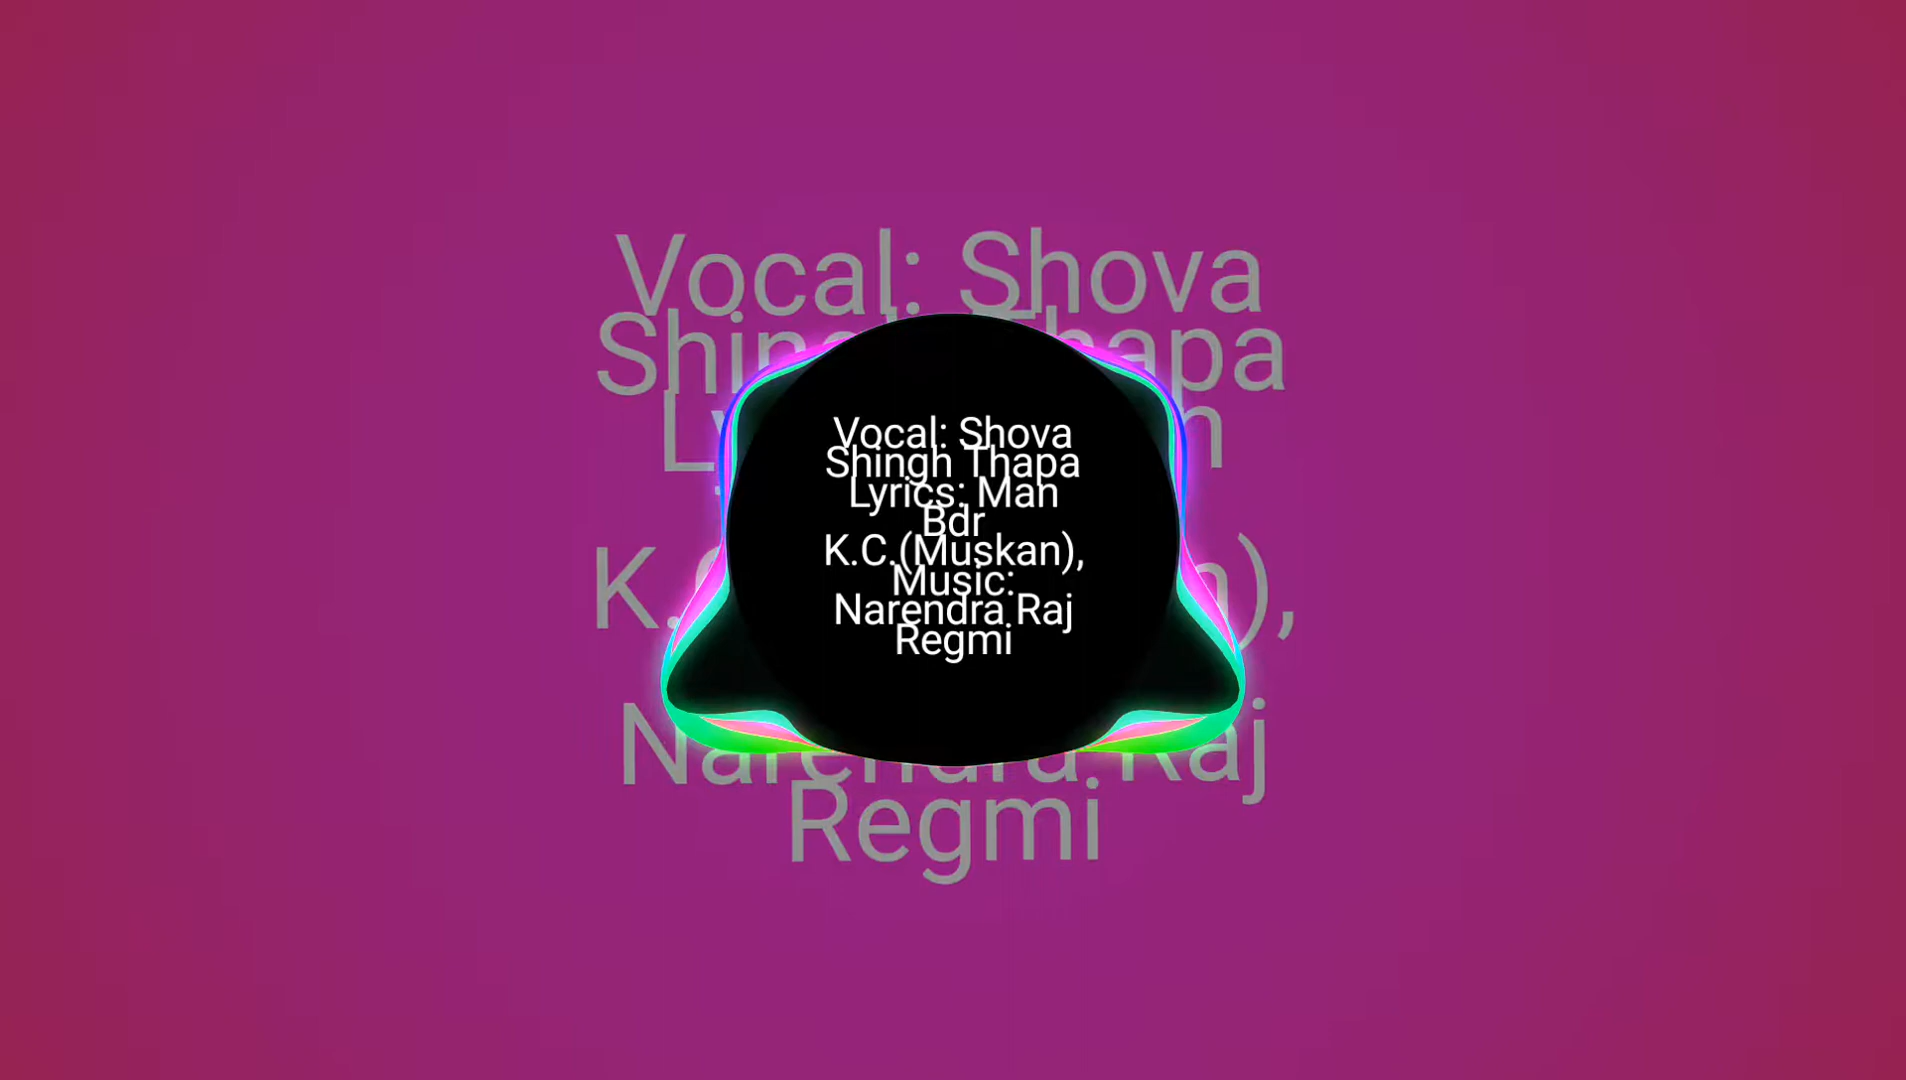 Vocal: Shova
Shingh Thapa
Lyrics: Man
Bdr
K.C.(Muskan),
Music:
Narendra Raj
Regmi